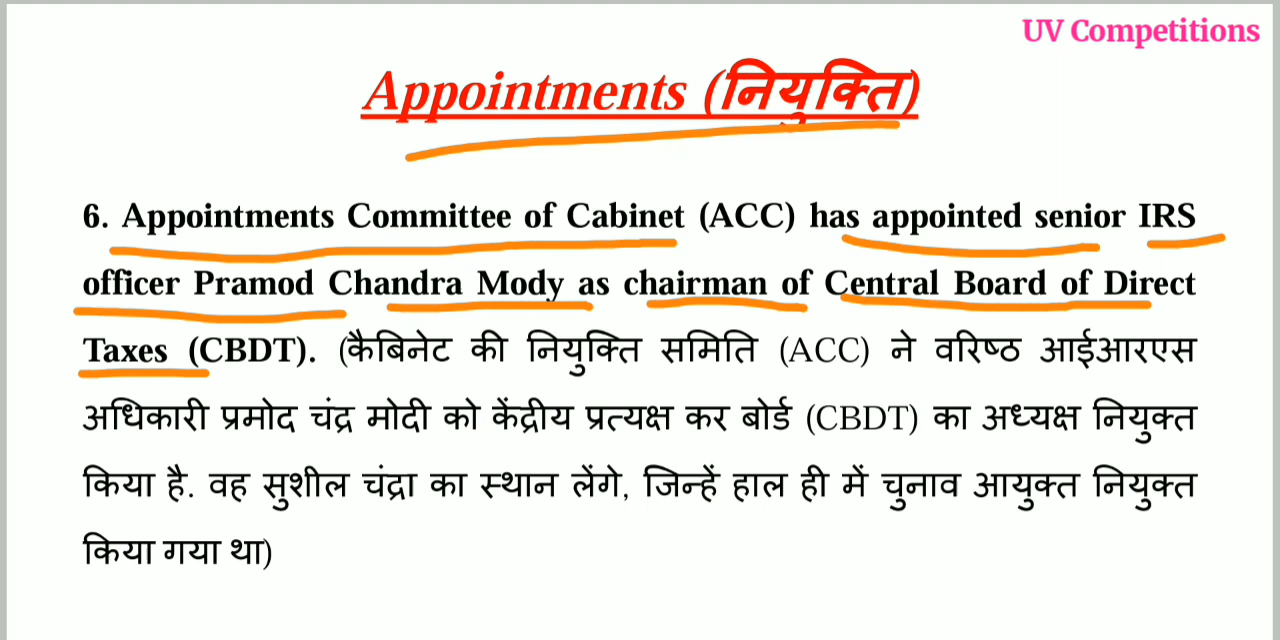 UV Competitions
Appointments (नियुक्ति)
6. Appointments Committee of Cabinet (ACC) has appointed senior IRS
officer Pramod Chandra Mody as chairman of Central Board of Direct
Taxes (CBDT). (कैबिनेट की नियुक्ति समिति (ACC) ने वरिष्ठ आईआरएस
अधिकारी प्रमोद चंद्र मोदी को केंद्रीय प्रत्यक्ष कर बोर्ड (CBDT) का अध्यक्ष नियुक्त
किया है. वह सुशील चंद्रा का स्थान लेंगे, जिन्हें हाल ही में चुनाव आयुक्त नियुक्त
किया गया था)